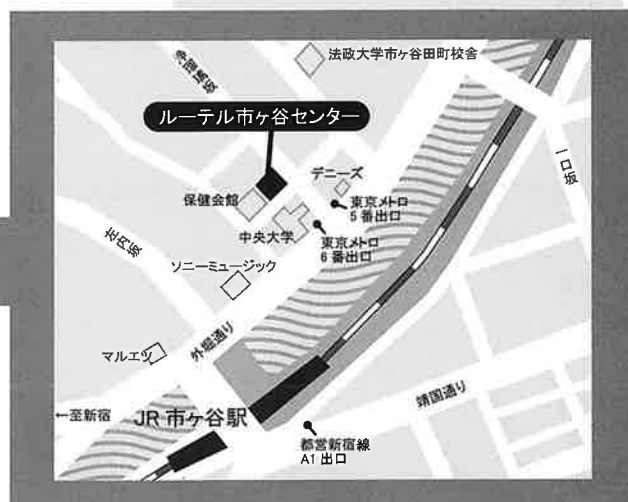 法政大学市ヶ谷田町校舎
浄瑠璃坂
ルーテル市ヶ谷センター
一口坂
デニーズ
保健会館
東京メトロ
5番出口
中央大学
東京メトロ
6番出口
左内坂
ソニーミュージック
外堀通り
マルエツ
靖国通り
←至新宿
JR 市ヶ谷駅
都営新宿線
A1 出口